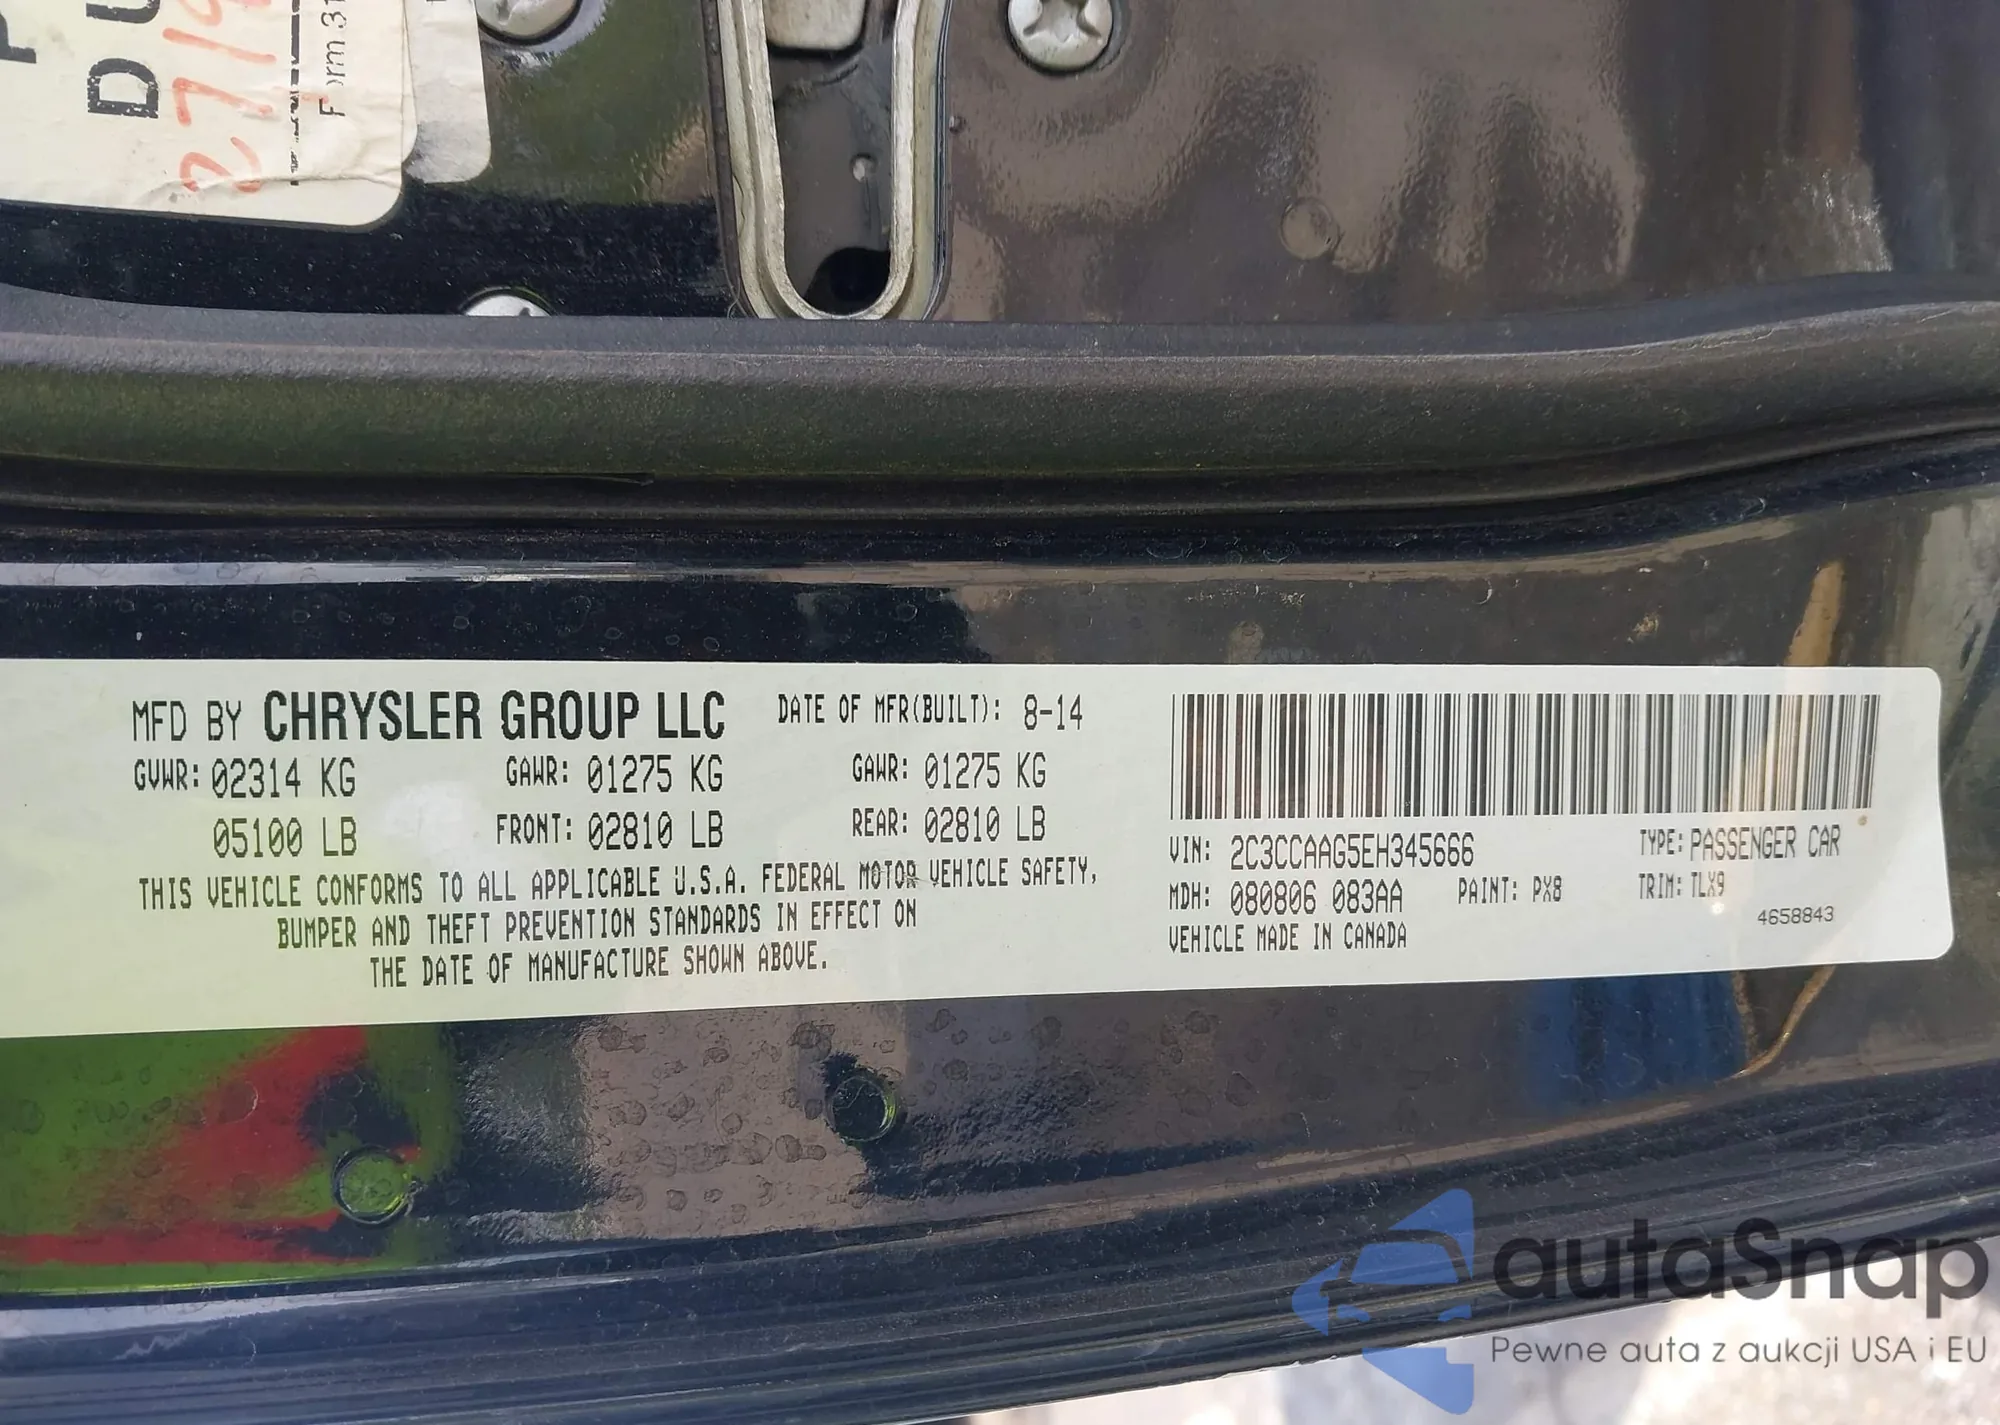 DU
MFD BY CHRYSLER GROUP LLC DATE OF MFR(BUILT): 8-14
GVWR: 02314 KG GAWR: 01275 KG GAWR: 01275 KG
05100 LB FRONT: 02810 LB REAR: 02810 LB
THIS VEHICLE CONFORMS TO ALL APPLICABLE U.S.A. FEDERAL MOTOR VEHICLE SAFETY,
BUMPER AND THEFT PREVENTION STANDARDS IN EFFECT ON
THE DATE OF MANUFACTURE SHOWN ABOVE.
VIN: 2C3CCAAG5EH345666 TYPE: PASSENGER CAR
MDH: 080806 083AA PAINT: PX8 TRIM: TLX9
4658843
VEHICLE MADE IN CANADA
autaSnap
Pewne auta z aukcji USA i EU